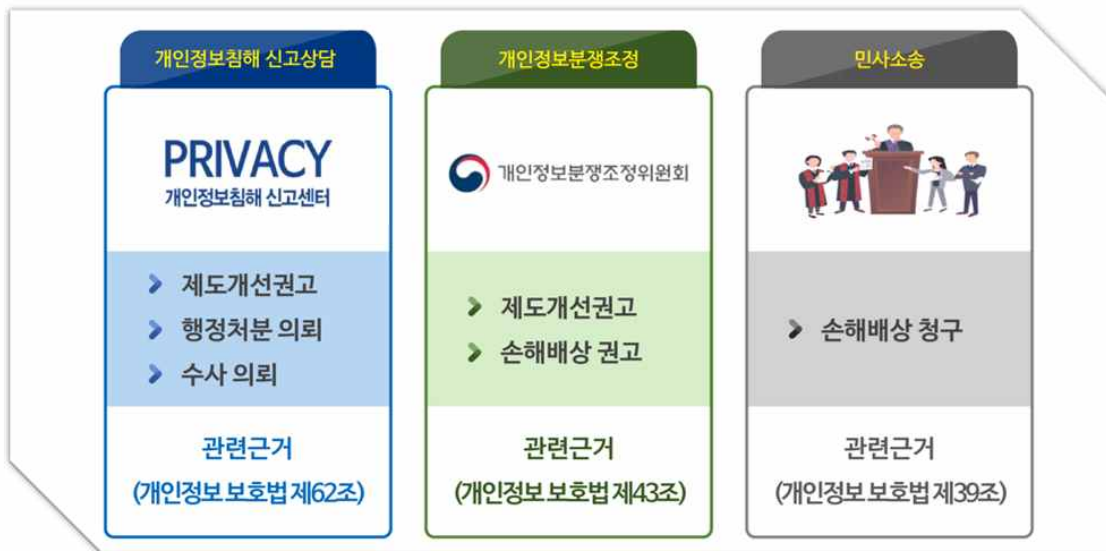 개인정보침해 신고상담
PRIVACY
개인정보침해 신고센터
제도개선권고
행정처분 의뢰
수사 의뢰
관련근거
(개인정보 보호법 제62조)
개인정보분쟁조정
개인정보분쟁조정위원회
제도개선권고
손해배상 권고
관련근거
(개인정보 보호법 제43조)
민사소송
손해배상 청구
관련근거
(개인정보 보호법 제39조)